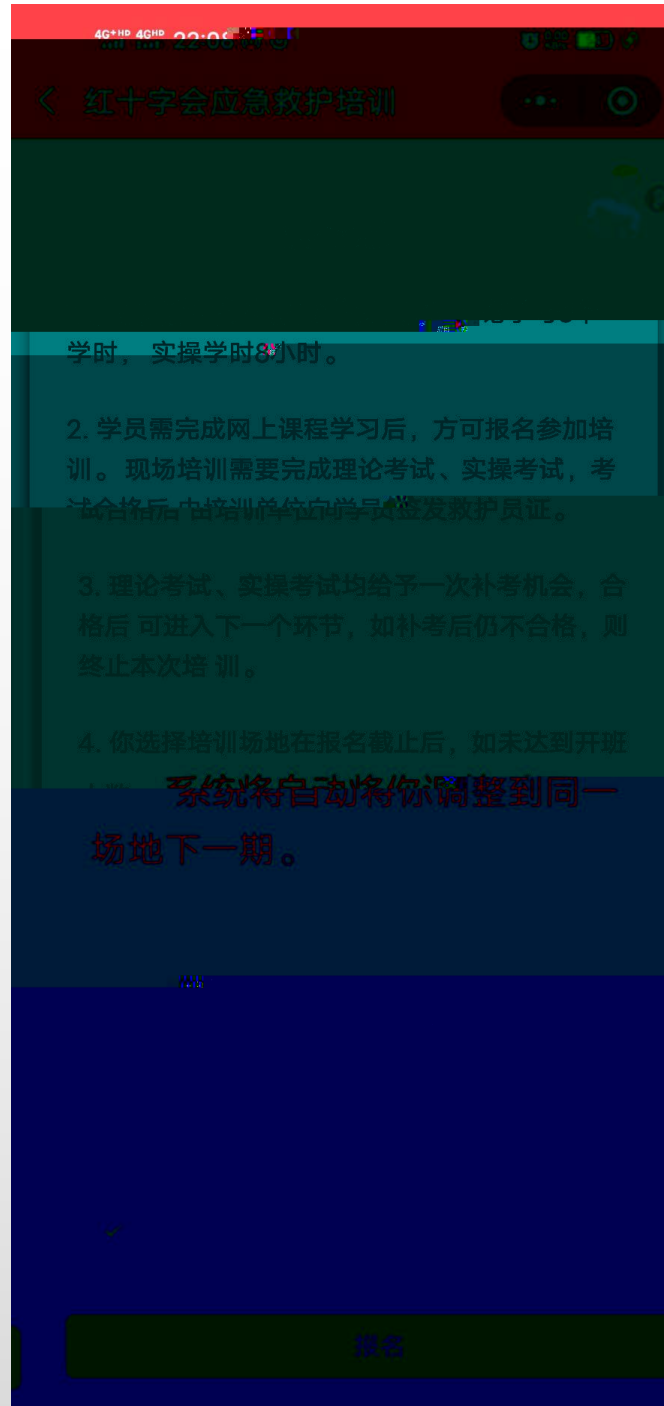 4G+HD 4GHD 22:08
红十字会应急救护培训
学时， 实操学时8小时。
2. 学员需完成网上课程学习后，方可报名参加培
训。 现场培训需要完成理论考试、实操考试，考
试合格后 由培训单位向学员签发救护员证。
3. 理论考试、实操考试均给予一次补考机会，合
格后 可进入下一个环节，如补考后仍不合格，则
终止本次培 训。
4. 你选择培训场地在报名截止后，如未达到开班
系统将自动将你调整到同一
场地下一期。
报名